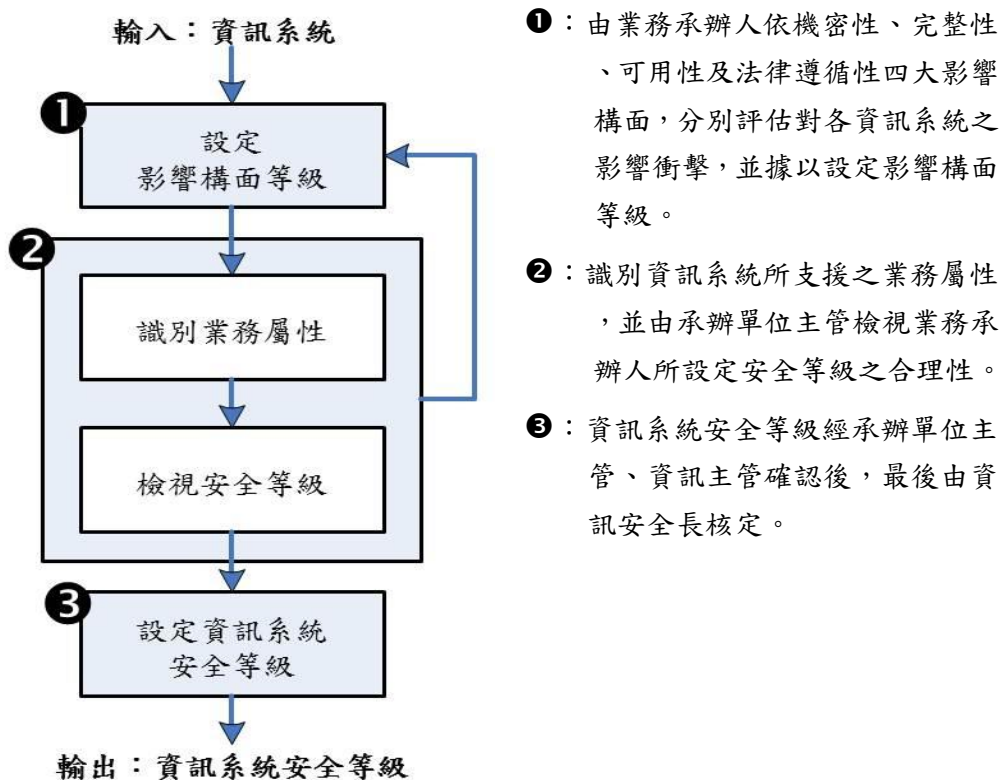 輸入：資訊系統
❶
設定
影響構面等級
❷
識別業務屬性
檢視安全等級
❸
設定資訊系統
安全等級
輸出：資訊系統安全等級
❶：由業務承辦人依機密性、完整性
、可用性及法律遵循性四大影響
構面，分別評估對各資訊系統之
影響衝擊，並據以設定影響構面
等級。
❷：識別資訊系統所支援之業務屬性
，並由承辦單位主管檢視業務承
辦人所設定安全等級之合理性。
❸：資訊系統安全等級經承辦單位主
管、資訊主管確認後，最後由資
訊安全長核定。